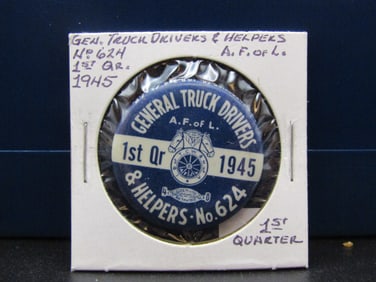 GEN. TRUCK DRIVERS & HELPERS
No 624 A.F. of L.
1ST QR.
1945
GENERAL TRUCK DRIVERS
A.F. of L.
1st Qr 1945
& HELPERS - No. 624
1ST
QUARTER